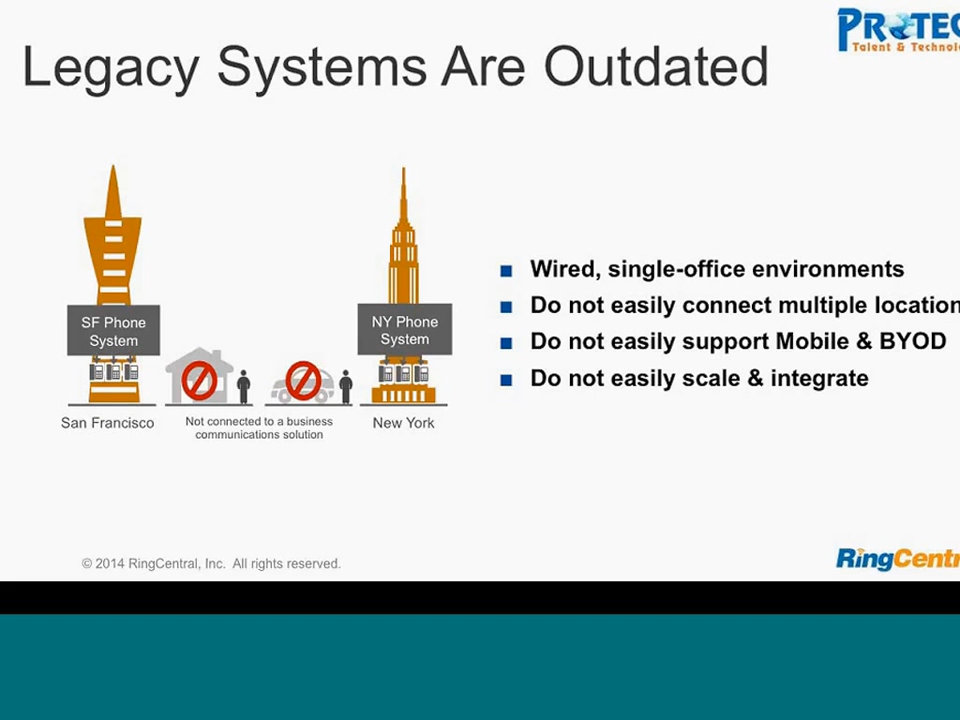 PROTEC
Talent & Technolo
Legacy Systems Are Outdated
SF Phone
System
NY Phone
System
San Francisco
Not connected to a business
communications solution
New York
Wired, single-office environments
Do not easily connect multiple location
Do not easily support Mobile & BYOD
Do not easily scale & integrate
© 2014 RingCentral, Inc. All rights reserved.
RingCentr